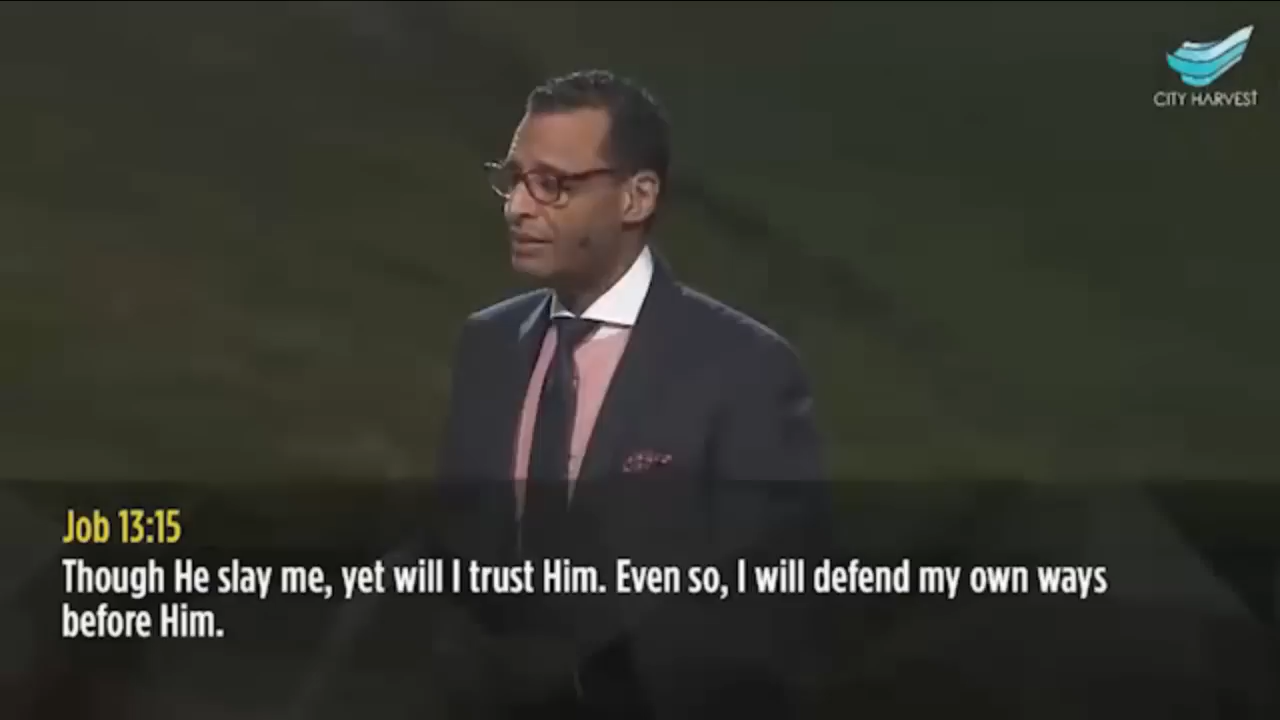 CITY HARVEST
Job 13:15
Though He slay me, yet will I trust Him. Even so, I will defend my own ways
before Him.